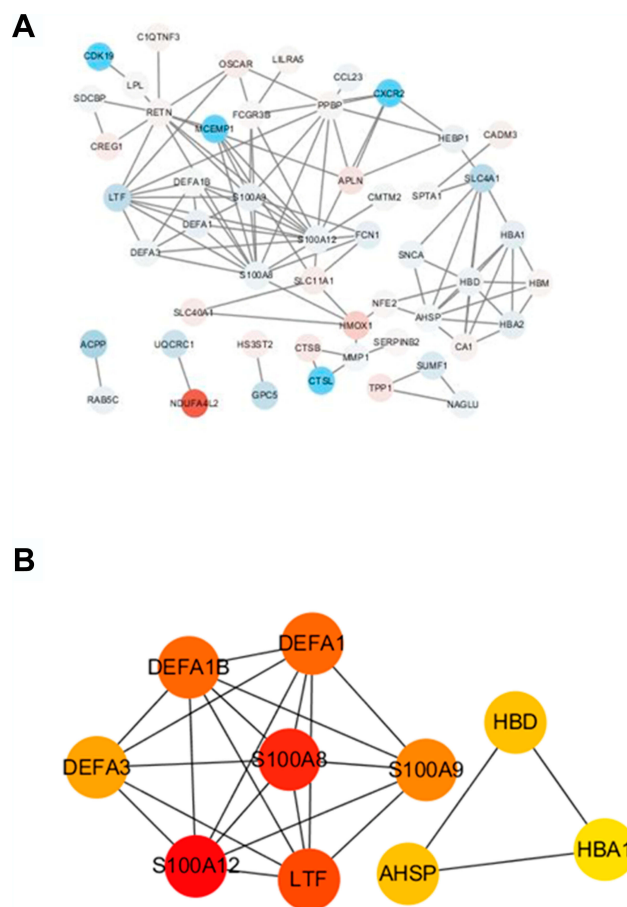 A
C1QTNF3
CDK19
OSCAR
LILRA5
CCL23
LPL
CXCR2
SDCBP
RETN
FCGR3B
PPBP
MCEMP1
HEBP1
CADM3
CREG1
APLN
SLC4A1
DEFA1B
LTF
S100A9
CMTM2
SPTA1
DEFA1
S100A12
FCN1
HBA1
DEFA3
SNCA
S100A8
SLC11A1
HBD
HBM
NFE2
SLC40A1
AHSP
HMOX1
HBA2
CTSB
SERPINB2
CA1
ACPP
UQCRC1
HS3ST2
MMP1
SUMF1
CTSL
TPP1
RAB5C
NDUFA4L2
GPC5
NAGLU
B
DEFA1
DEFA1B
HBD
S100A8
DEFA3
S100A9
HBA1
S100A12
LTF
AHSP